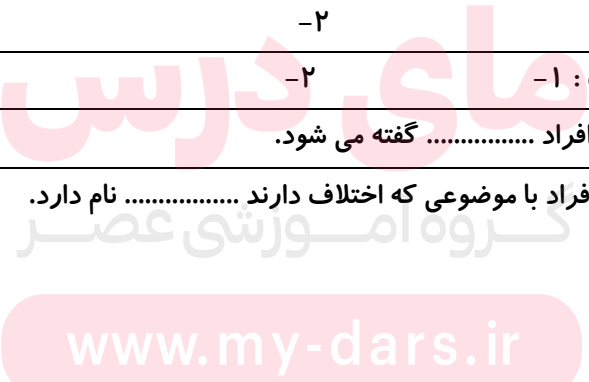 ۲-
: ۱- ۲-
افراد ................ گفته می شود.
فراد با موضوعی که اختلاف دارند ................. نام دارد.
مای درس
گروه آموزشی عصر
www.my-dars.ir